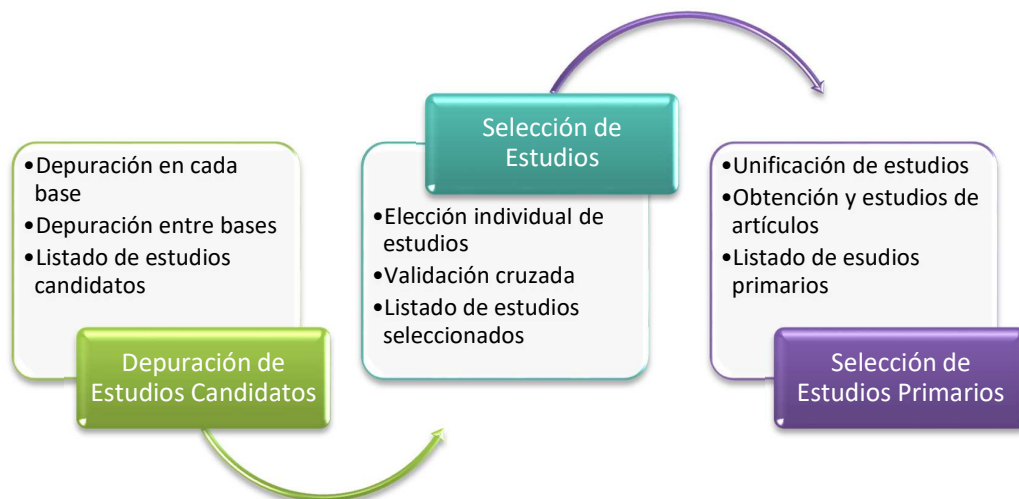 •Depuración en cada
base
•Depuración entre bases
•Listado de estudios
candidatos
Depuración de
Estudios Candidatos
Selección de
Estudios
•Elección individual de
estudios
•Validación cruzada
•Listado de estudios
seleccionados
•Unificación de estudios
•Obtención y estudios de
artículos
•Listado de esudios
primarios
Selección de
Estudios Primarios